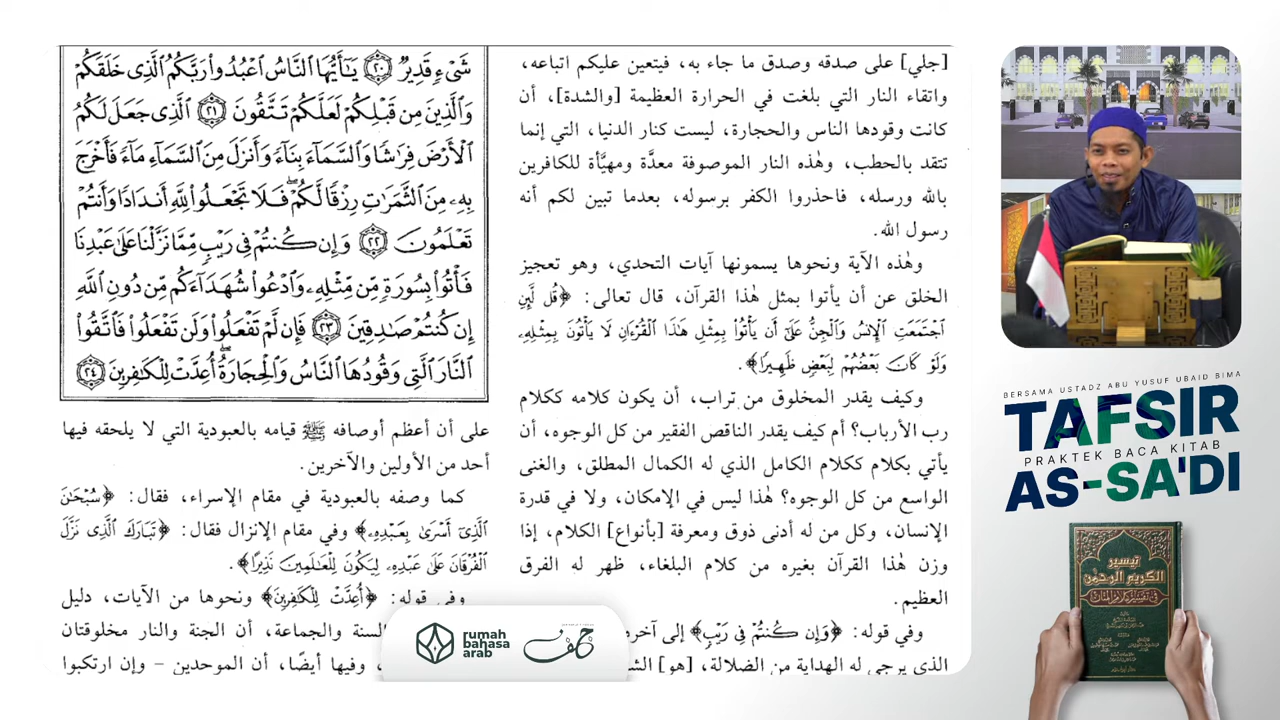 [جلي] على صدقه وصدق ما جاء به، فيتعين عليكم اتباعه،
واتقاء النار التي بلغت في الحرارة العظيمة [والشدة]، أن
كانت وقودها الناس والحجارة، ليست كنار الدنيا، التي إنما
تتقد بالحطب، وهٰذه النار الموصوفة معدَّة ومهيَّأة للكافرين
بالله ورسله، فاحذروا الكفر برسوله، بعدما تبين لكم أنه
رسول الله.
وهٰذه الآية ونحوها يسمونها آيات التحدي، وهو تعجيز
الخلق عن أن يأتوا بمثل هٰذا القرآن، قال تعالى: ﴿قُل لَّئِنِ
ٱجْتَمَعَتِ ٱلْإِنسُ وَٱلْجِنُّ عَلَىٰٓ أَن يَأْتُوا۟ بِمِثْلِ هَٰذَا ٱلْقُرْءَانِ لَا يَأْتُونَ بِمِثْلِهِۦ
وَلَوْ كَانَ بَعْضُهُمْ لِبَعْضٍ ظَهِيرًا﴾.
وكيف يقدر المخلوق من تراب، أن يكون كلامه ككلام
رب الأرباب؟ أم كيف يقدر الناقص الفقير من كل الوجوه، أن
يأتي بكلام ككلام الكامل الذي له الكمال المطلق، والغنى
الواسع من كل الوجوه؟ هٰذا ليس في الإمكان، ولا في قدرة
الإنسان، وكل من له أدنى ذوق ومعرفة [بأنواع] الكلام، إذا
وزن هٰذا القرآن بغيره من كلام البلغاء، ظهر له الفرق
العظيم.
وفي قوله: ﴿وَإِن كُنتُمْ فِى رَيْبٍ﴾ إلى آخره
الذي يرجى له الهداية من الضلالة، [هو] الش
شَىْءٍ قَدِيرٌ ٢٠ يَٰٓأَيُّهَا ٱلنَّاسُ ٱعْبُدُوا۟ رَبَّكُمُ ٱلَّذِى خَلَقَكُمْ
وَٱلَّذِينَ مِن قَبْلِكُمْ لَعَلَّكُمْ تَتَّقُونَ ٢١ ٱلَّذِى جَعَلَ لَكُمُ
ٱلْأَرْضَ فِرَٰشًا وَٱلسَّمَآءَ بِنَآءً وَأَنزَلَ مِنَ ٱلسَّمَآءِ مَآءً فَأَخْرَجَ
بِهِۦ مِنَ ٱلثَّمَرَٰتِ رِزْقًا لَّكُمْ ۖ فَلَا تَجْعَلُوا۟ لِلَّهِ أَندَادًا وَأَنتُمْ
تَعْلَمُونَ ٢٢ وَإِن كُنتُمْ فِى رَيْبٍ مِّمَّا نَزَّلْنَا عَلَىٰ عَبْدِنَا
فَأْتُوا۟ بِسُورَةٍ مِّن مِّثْلِهِۦ وَٱدْعُوا۟ شُهَدَآءَكُم مِّن دُونِ ٱللَّهِ
إِن كُنتُمْ صَٰدِقِينَ ٢٣ فَإِن لَّمْ تَفْعَلُوا۟ وَلَن تَفْعَلُوا۟ فَٱتَّقُوا۟
ٱلنَّارَ ٱلَّتِى وَقُودُهَا ٱلنَّاسُ وَٱلْحِجَارَةُ ۖ أُعِدَّتْ لِلْكَٰفِرِينَ ٢٤
على أن أعظم أوصافه ﷺ قيامه بالعبودية التي لا يلحقه فيها
أحد من الأولين والآخرين.
كما وصفه بالعبودية في مقام الإسراء، فقال: ﴿سُبْحَٰنَ
ٱلَّذِىٓ أَسْرَىٰ بِعَبْدِهِۦ﴾ وفي مقام الإنزال فقال: ﴿تَبَارَكَ ٱلَّذِى نَزَّلَ
ٱلْفُرْقَانَ عَلَىٰ عَبْدِهِۦ لِيَكُونَ لِلْعَٰلَمِينَ نَذِيرًا﴾.
وفي قوله: ﴿أُعِدَّتْ لِلْكَٰفِرِينَ﴾ ونحوها من الآيات، دليل
السنة والجماعة، أن الجنة والنار مخلوقتان
، وفيها أيضًا، أن الموحدين – وإن ارتكبوا
rumah
bahasa
arab
BERSAMA USTADZ ABU YUSUF UBAID BIMA
TAFSIR
PRAKTEK BACA KITAB
AS-SA'DI
تيسير
الكريم الرحمن
في تفسير كلام المنان